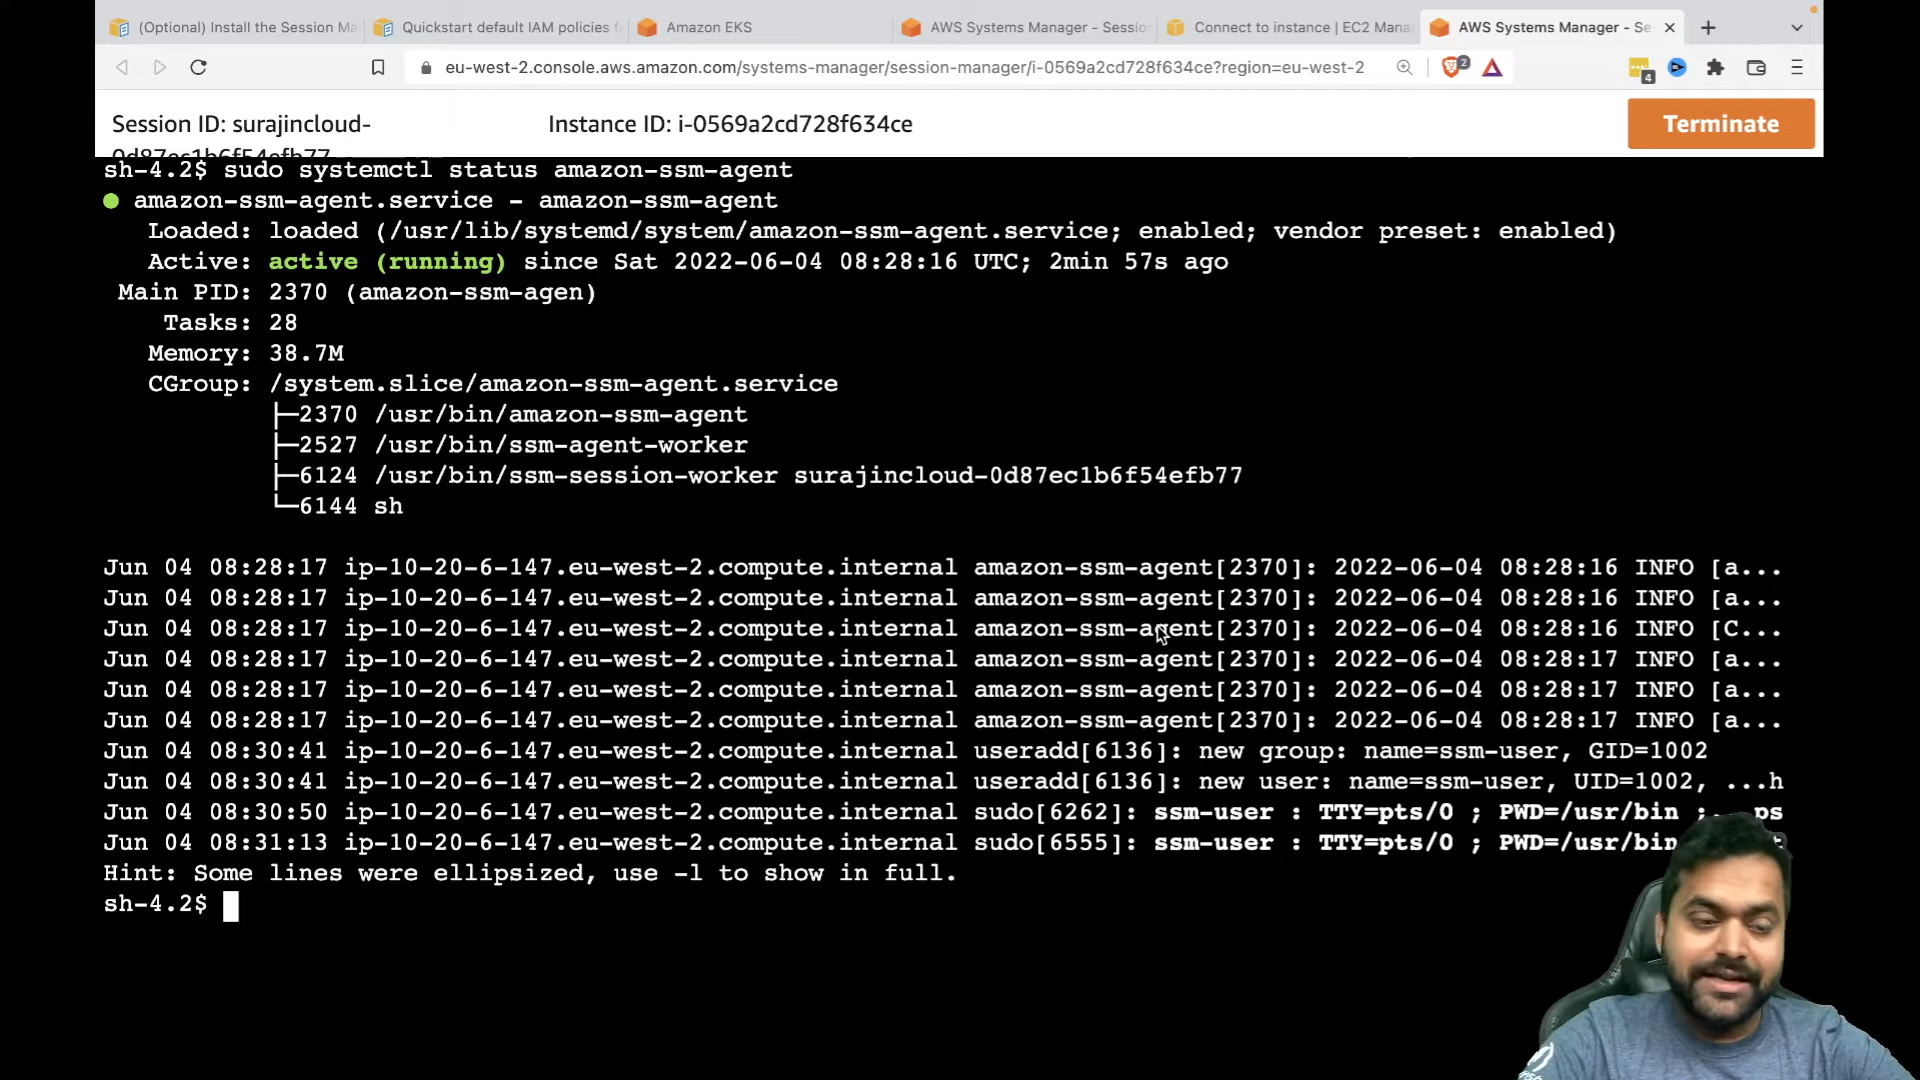 (Optional) Install the Session Ma
Quickstart default IAM policies f
Amazon EKS
AWS Systems Manager - Sessio
Connect to instance | EC2 Mana
AWS Systems Manager - Se
eu-west-2.console.aws.amazon.com/systems-manager/session-manager/i-0569a2cd728f634ce?region=eu-west-2
2
4
Session ID: surajincloud-
0d87ec1b6f54efb77
Instance ID: i-0569a2cd728f634ce
Terminate
sh-4.2$ sudo systemctl status amazon-ssm-agent
● amazon-ssm-agent.service - amazon-ssm-agent
Loaded: loaded (/usr/lib/systemd/system/amazon-ssm-agent.service; enabled; vendor preset: enabled)
Active: active (running) since Sat 2022-06-04 08:28:16 UTC; 2min 57s ago
Main PID: 2370 (amazon-ssm-agen)
Tasks: 28
Memory: 38.7M
CGroup: /system.slice/amazon-ssm-agent.service
├─2370 /usr/bin/amazon-ssm-agent
├─2527 /usr/bin/ssm-agent-worker
├─6124 /usr/bin/ssm-session-worker surajincloud-0d87ec1b6f54efb77
└─6144 sh
Jun 04 08:28:17 ip-10-20-6-147.eu-west-2.compute.internal amazon-ssm-agent[2370]: 2022-06-04 08:28:16 INFO [a...
Jun 04 08:28:17 ip-10-20-6-147.eu-west-2.compute.internal amazon-ssm-agent[2370]: 2022-06-04 08:28:16 INFO [a...
Jun 04 08:28:17 ip-10-20-6-147.eu-west-2.compute.internal amazon-ssm-agent[2370]: 2022-06-04 08:28:16 INFO [C...
Jun 04 08:28:17 ip-10-20-6-147.eu-west-2.compute.internal amazon-ssm-agent[2370]: 2022-06-04 08:28:17 INFO [a...
Jun 04 08:28:17 ip-10-20-6-147.eu-west-2.compute.internal amazon-ssm-agent[2370]: 2022-06-04 08:28:17 INFO [a...
Jun 04 08:28:17 ip-10-20-6-147.eu-west-2.compute.internal amazon-ssm-agent[2370]: 2022-06-04 08:28:17 INFO [a...
Jun 04 08:30:41 ip-10-20-6-147.eu-west-2.compute.internal useradd[6136]: new group: name=ssm-user, GID=1002
Jun 04 08:30:41 ip-10-20-6-147.eu-west-2.compute.internal useradd[6136]: new user: name=ssm-user, UID=1002, ...h
Jun 04 08:30:50 ip-10-20-6-147.eu-west-2.compute.internal sudo[6262]: ssm-user : TTY=pts/0 ; PWD=/usr/bin ;... ps
Jun 04 08:31:13 ip-10-20-6-147.eu-west-2.compute.internal sudo[6555]: ssm-user : TTY=pts/0 ; PWD=/usr/bin
Hint: Some lines were ellipsized, use -l to show in full.
sh-4.2$